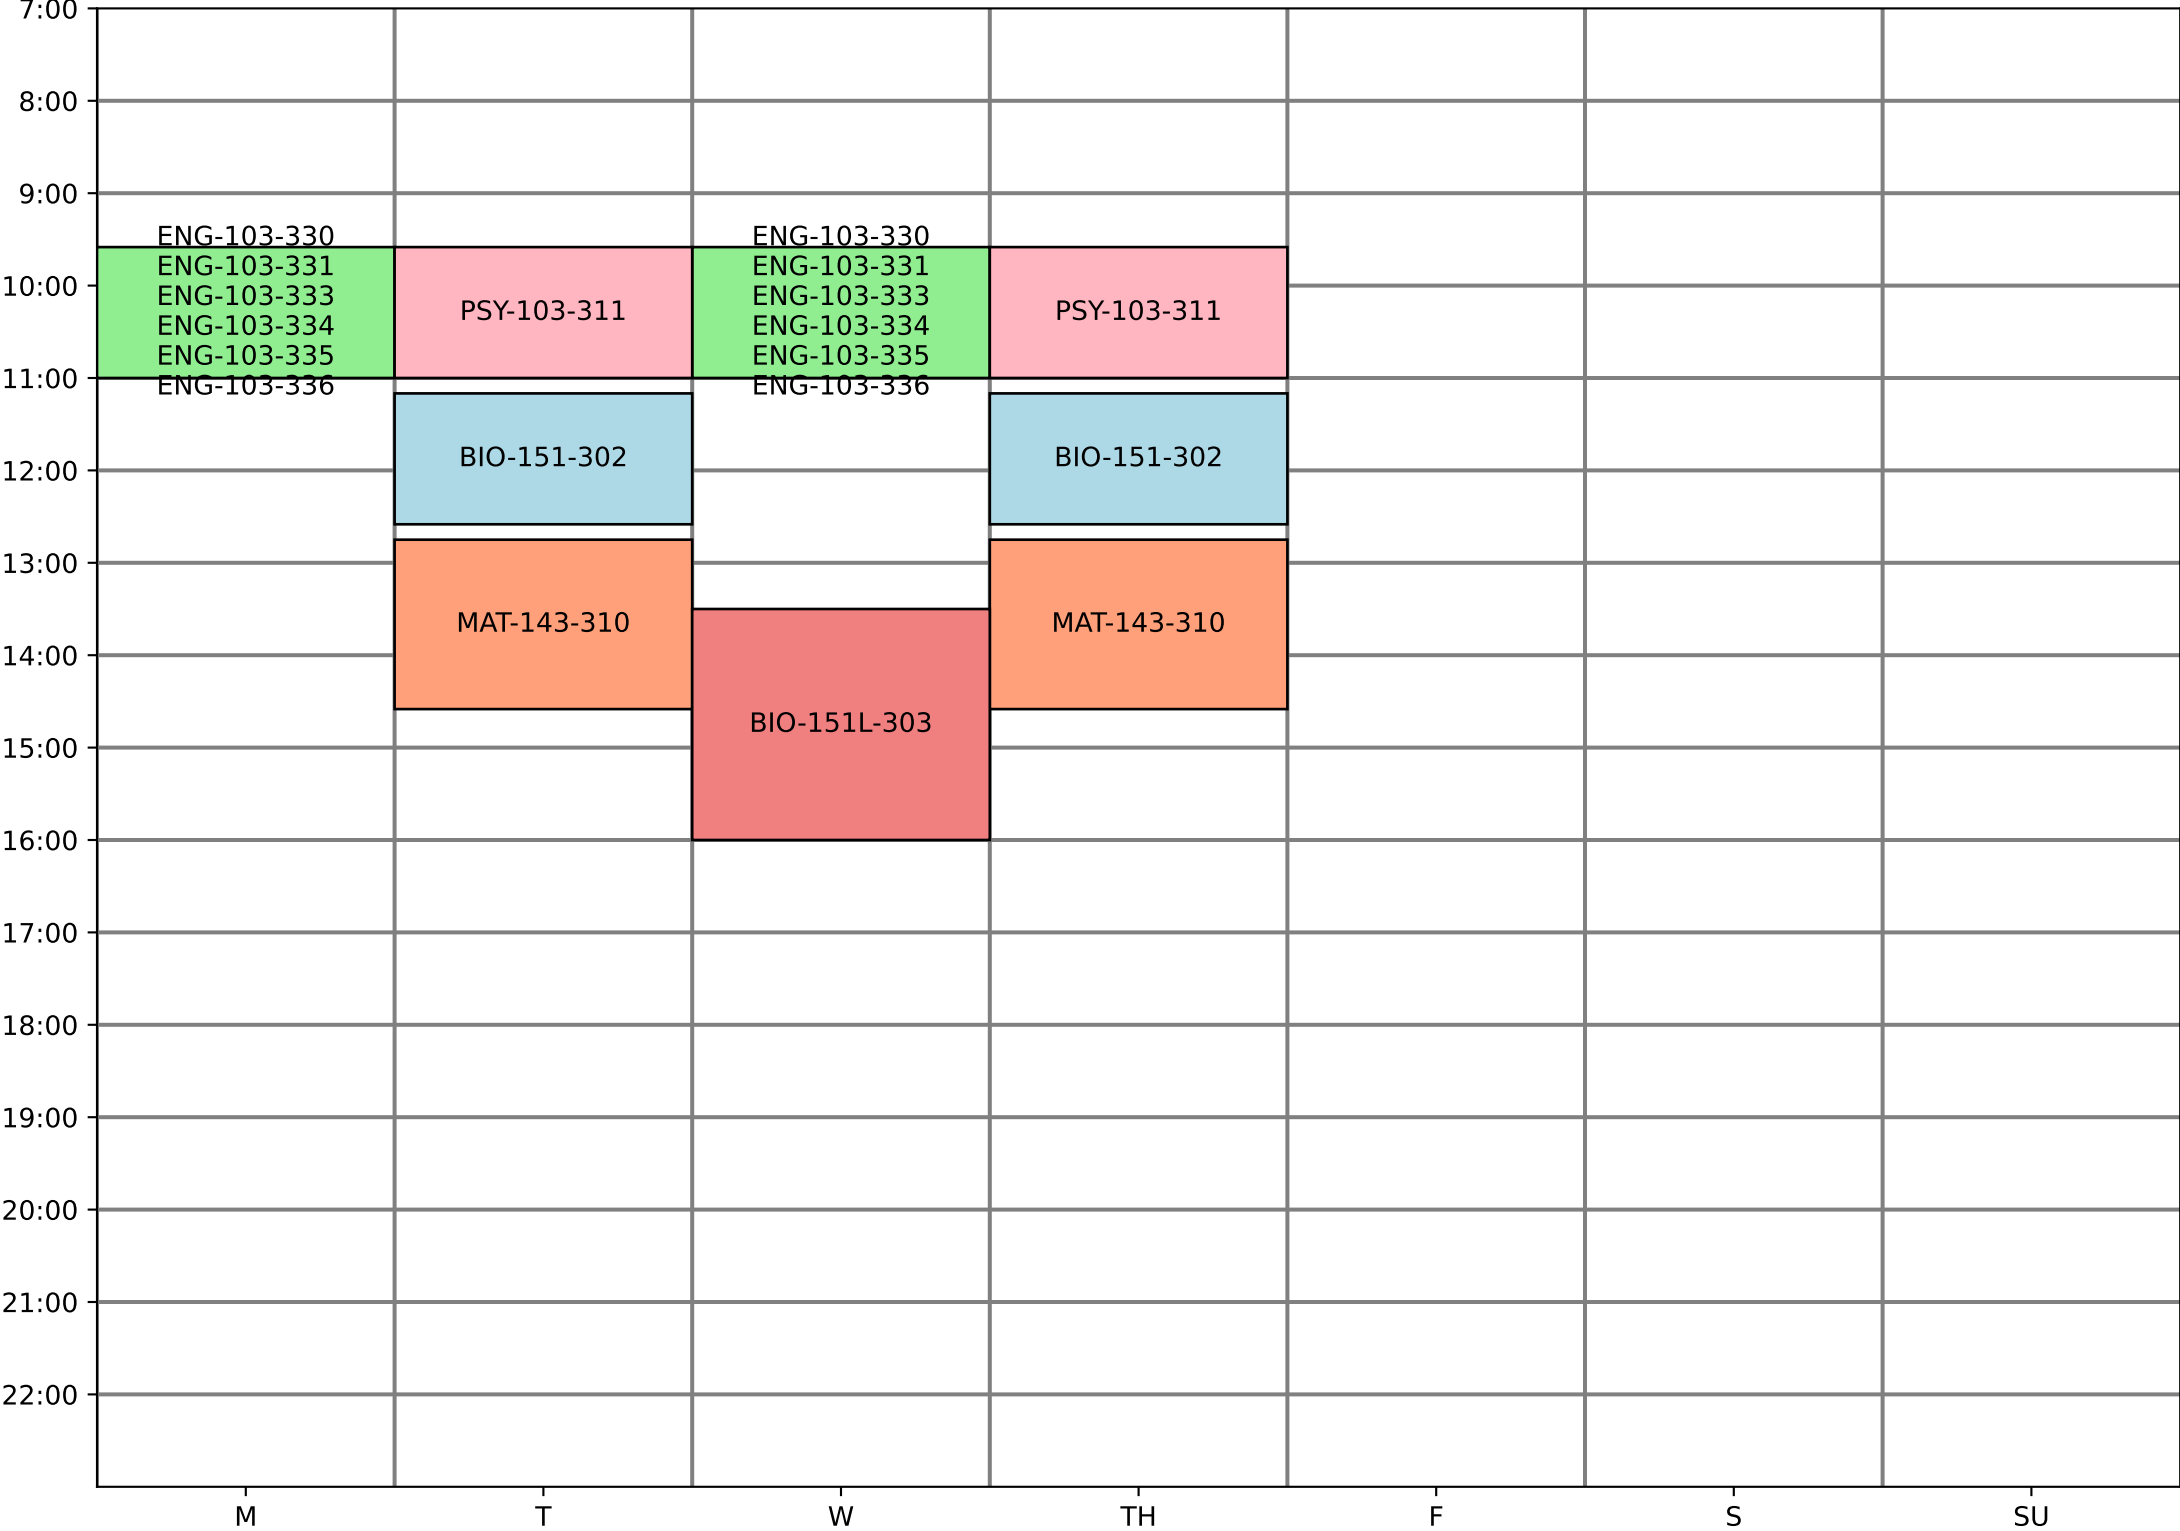 7:00
8:00
9:00
10:00
11:00
12:00
13:00
14:00
15:00
16:00
17:00
18:00
19:00
20:00
21:00
22:00
ENG-103-330
ENG-103-331
ENG-103-333
ENG-103-334
ENG-103-335
ENG-103-336
PSY-103-311
BIO-151-302
MAT-143-310
ENG-103-330
ENG-103-331
ENG-103-333
ENG-103-334
ENG-103-335
ENG-103-336
BIO-151L-303
PSY-103-311
BIO-151-302
MAT-143-310
M T W TH F S SU